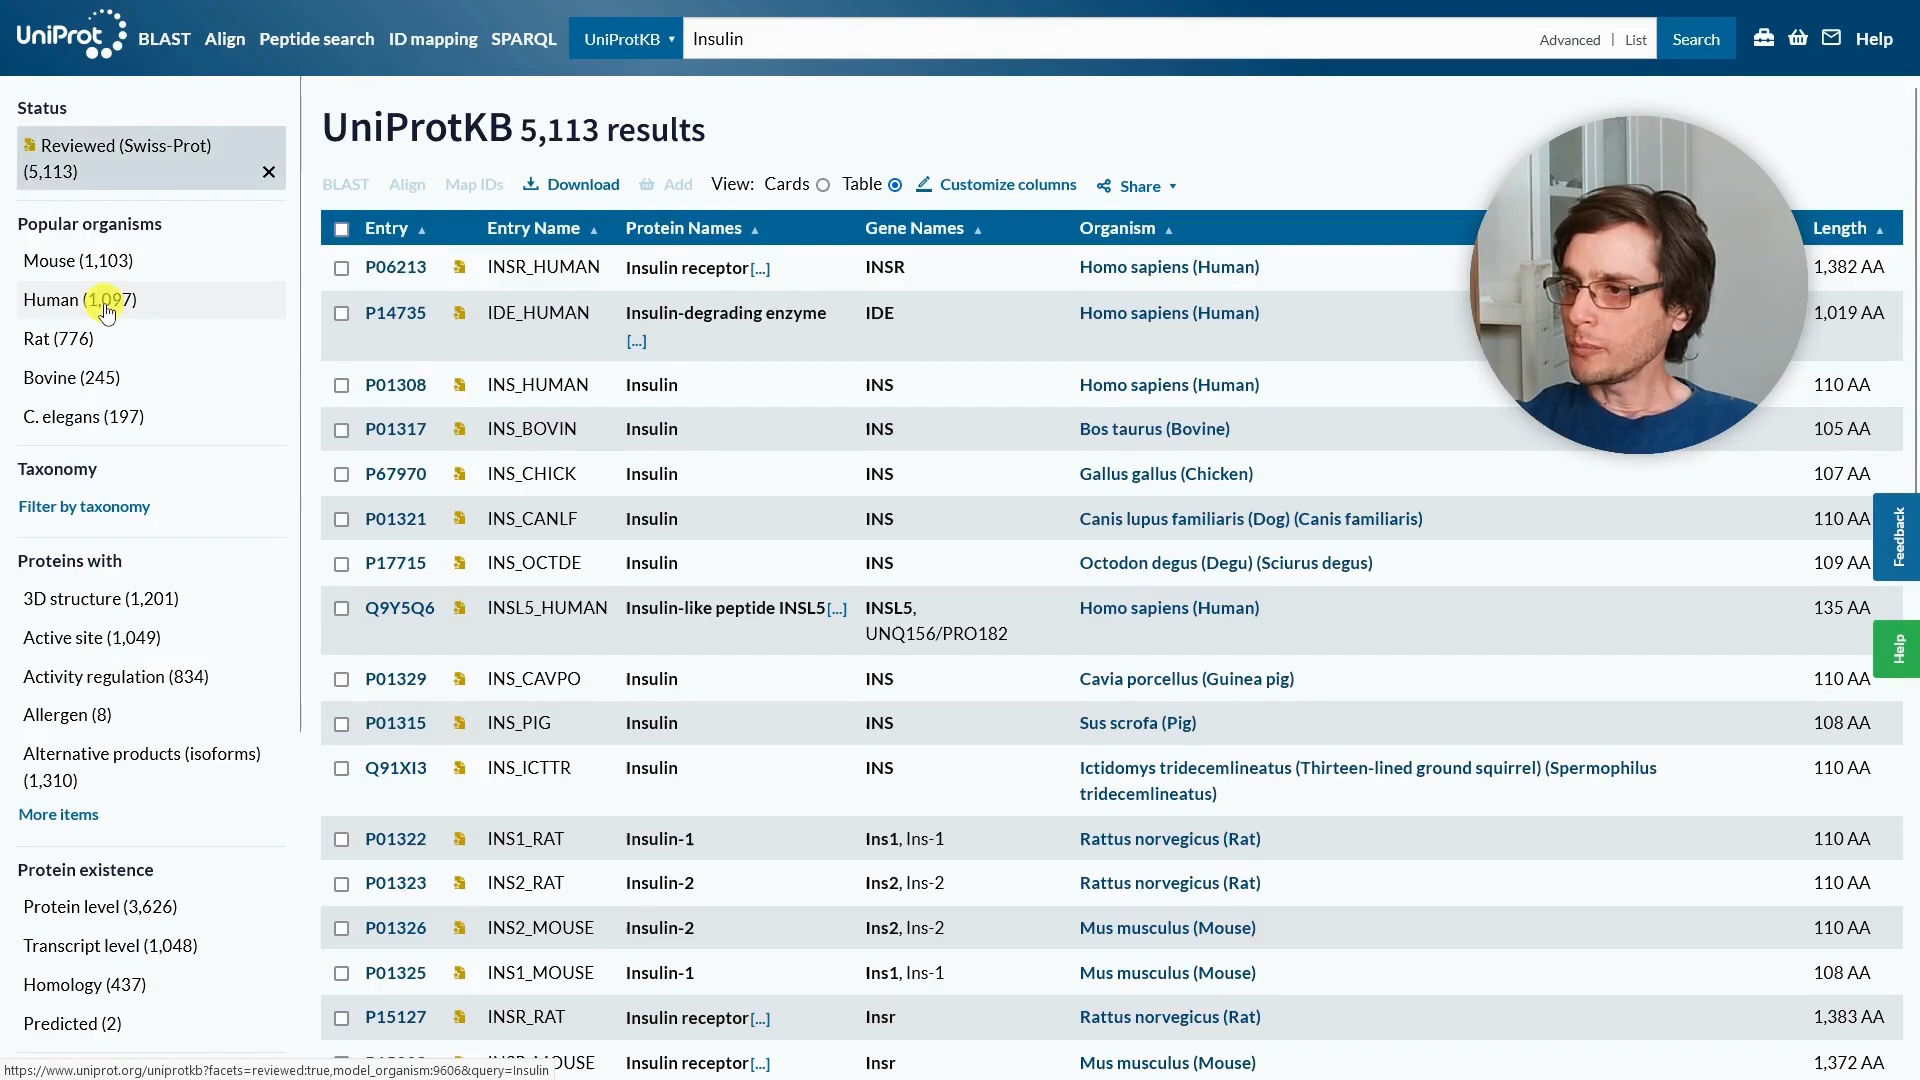 UniProt BLAST Align Peptide search ID mapping SPARQL UniProtKB ▾ Insulin Advanced | List Search Help
Status
Reviewed (Swiss-Prot)
(5,113) ✕
Popular organisms
Mouse (1,103)
Human (1,097)
Rat (776)
Bovine (245)
C. elegans (197)
Taxonomy
Filter by taxonomy
Proteins with
3D structure (1,201)
Active site (1,049)
Activity regulation (834)
Allergen (8)
Alternative products (isoforms)
(1,310)
More items
Protein existence
Protein level (3,626)
Transcript level (1,048)
Homology (437)
Predicted (2)
UniProtKB 5,113 results
BLAST Align Map IDs Download Add View: Cards Table Customize columns Share ▾
Entry ▲ Entry Name ▲ Protein Names ▲ Gene Names ▲ Organism ▲ Length ▲
P06213 INSR_HUMAN Insulin receptor[...] INSR Homo sapiens (Human) 1,382 AA
P14735 IDE_HUMAN Insulin-degrading enzyme IDE Homo sapiens (Human) 1,019 AA
[...]
P01308 INS_HUMAN Insulin INS Homo sapiens (Human) 110 AA
P01317 INS_BOVIN Insulin INS Bos taurus (Bovine) 105 AA
P67970 INS_CHICK Insulin INS Gallus gallus (Chicken) 107 AA
P01321 INS_CANLF Insulin INS Canis lupus familiaris (Dog) (Canis familiaris) 110 AA
P17715 INS_OCTDE Insulin INS Octodon degus (Degu) (Sciurus degus) 109 AA
Q9Y5Q6 INSL5_HUMAN Insulin-like peptide INSL5[...] INSL5, Homo sapiens (Human) 135 AA
UNQ156/PRO182
P01329 INS_CAVPO Insulin INS Cavia porcellus (Guinea pig) 110 AA
P01315 INS_PIG Insulin INS Sus scrofa (Pig) 108 AA
Q91XI3 INS_ICTTR Insulin INS Ictidomys tridecemlineatus (Thirteen-lined ground squirrel) (Spermophilus 110 AA
tridecemlineatus)
P01322 INS1_RAT Insulin-1 Ins1, Ins-1 Rattus norvegicus (Rat) 110 AA
P01323 INS2_RAT Insulin-2 Ins2, Ins-2 Rattus norvegicus (Rat) 110 AA
P01326 INS2_MOUSE Insulin-2 Ins2, Ins-2 Mus musculus (Mouse) 110 AA
P01325 INS1_MOUSE Insulin-1 Ins1, Ins-1 Mus musculus (Mouse) 108 AA
P15127 INSR_RAT Insulin receptor[...] Insr Rattus norvegicus (Rat) 1,383 AA
Insulin receptor[...] Insr Mus musculus (Mouse) 1,372 AA
Feedback
Help
https://www.uniprot.org/uniprotkb?facets=reviewed:true,model_organism:9606&query=Insulin